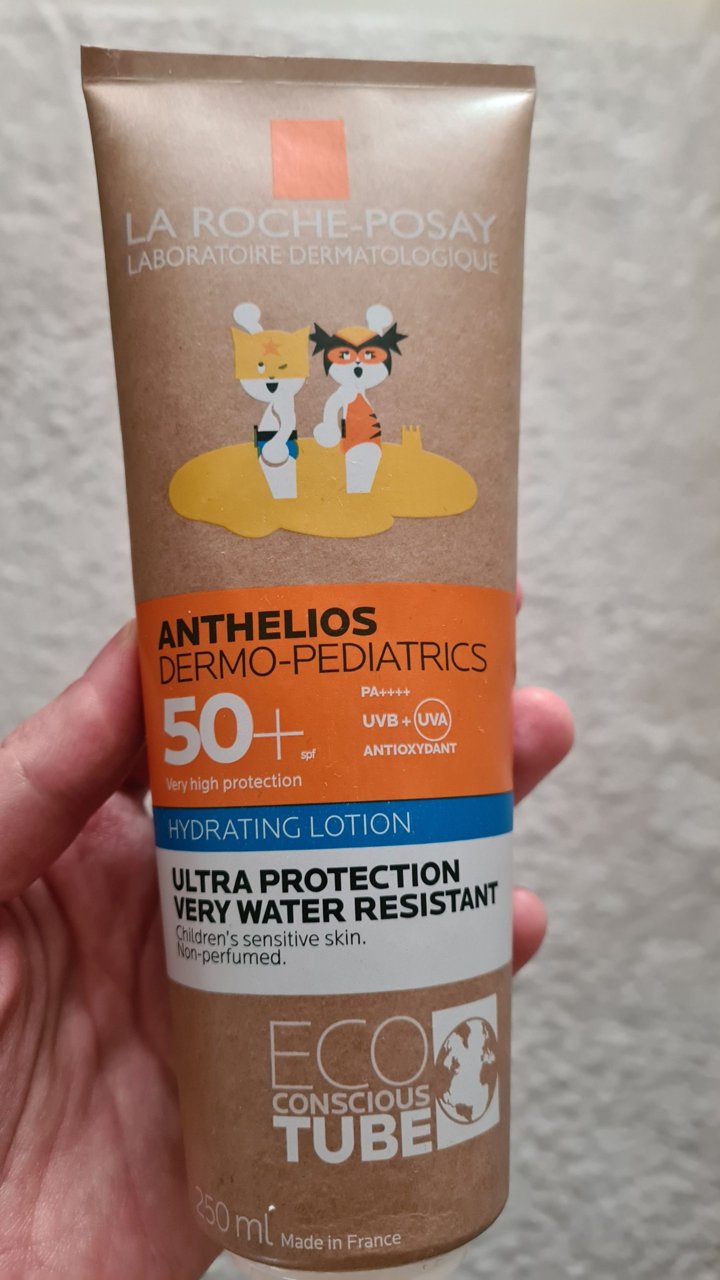 LA ROCHE-POSAY
LABORATOIRE DERMATOLOGIQUE
ANTHELIOS
DERMO-PEDIATRICS
50+ spf
PA++++
UVB + UVA
ANTIOXYDANT
Very high protection
HYDRATING LOTION
ULTRA PROTECTION
VERY WATER RESISTANT
Children's sensitive skin.
Non-perfumed.
ECO
CONSCIOUS
TUBE
250 ml Made in France